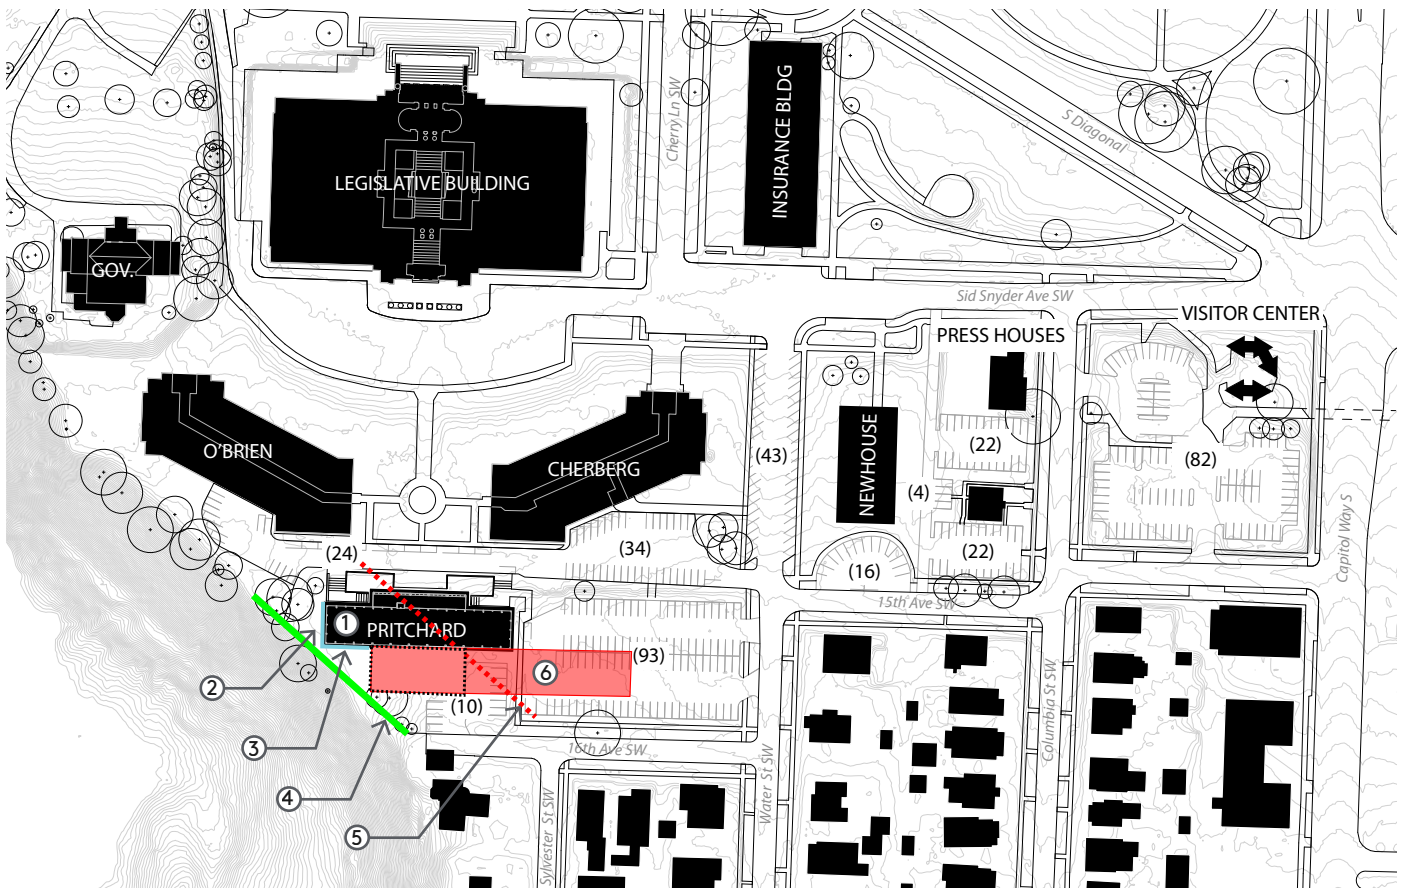 Cherry Ln SW
INSURANCE BLDG
S Diagonal
LEGISLATIVE BUILDING
GOV.
Sid Snyder Ave SW
VISITOR CENTER
PRESS HOUSES
O'BRIEN
CHERBERG
(43)
NEWHOUSE
(22)
(82)
(4)
Capitol Way S
(24)
(34)
(16)
(22)
15th Ave SW
1
PRITCHARD
(93)
6
2
(10)
3
16th Ave SW
Columbia St SW
4
Water St SW
5
Sylvester St SW